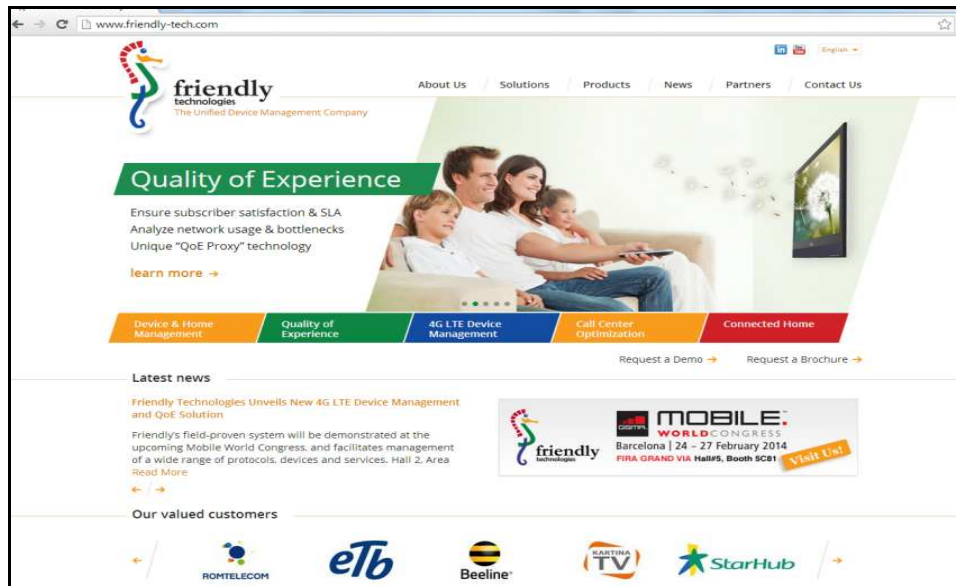 www.friendly-tech.com
English
friendly
technologies
The Unified Device Management Company
About Us / Solutions / Products / News / Partners / Contact Us
Quality of Experience
Ensure subscriber satisfaction & SLA
Analyze network usage & bottlenecks
Unique "QoE Proxy" technology
learn more →
Device & Home
Management
Quality of
Experience
4G LTE Device
Management
Call Center
Optimization
Connected Home
Request a Demo →
Request a Brochure →
Latest news
Friendly Technologies Unveils New 4G LTE Device Management
and QoE Solution
Friendly's field-proven system will be demonstrated at the
upcoming Mobile World Congress, and facilitates management
of a wide range of protocols, devices and services. Hall 2, Area
Read More
friendly
technologies
MOBILE
WORLD CONGRESS
Barcelona | 24 – 27 February 2014
FIRA GRAND VIA Hall#5, Booth 5C81
Visit Us!
Our valued customers
ROMTELECOM
eTb
Beeline
KARTINA
TV
StarHub